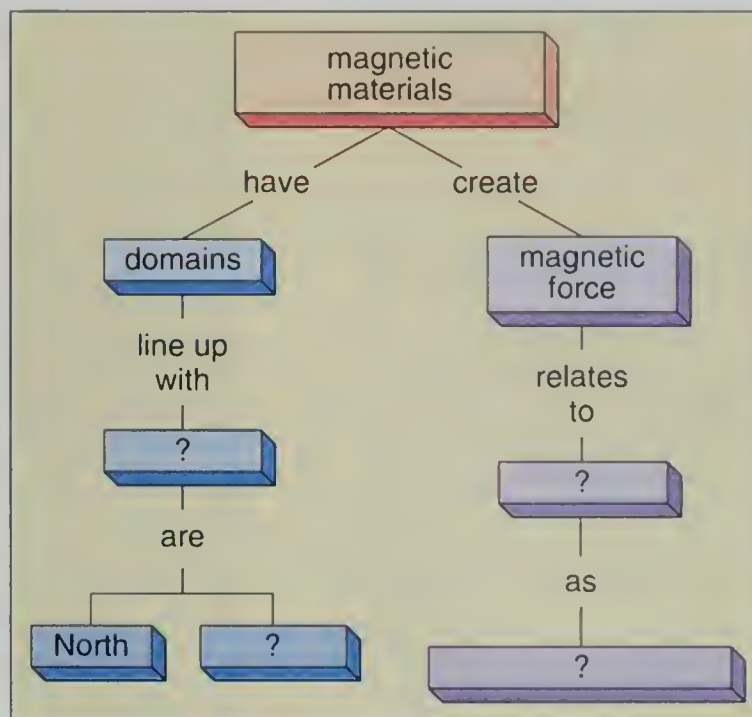 magnetic
materials
have
create
domains
magnetic
force
line up
with
relates
to
?
?
are
as
North
?
?